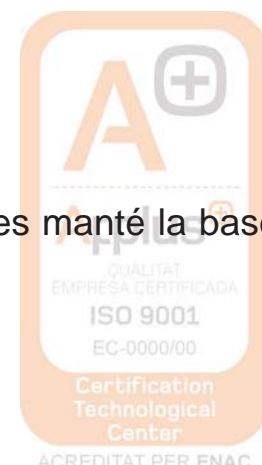 A+
es manté la base
Applus+
QUALITAT
EMPRESA CERTIFICADA
ISO 9001
EC-0000/00
Certification
Technological
Center
ACREDITAT PER ENAC